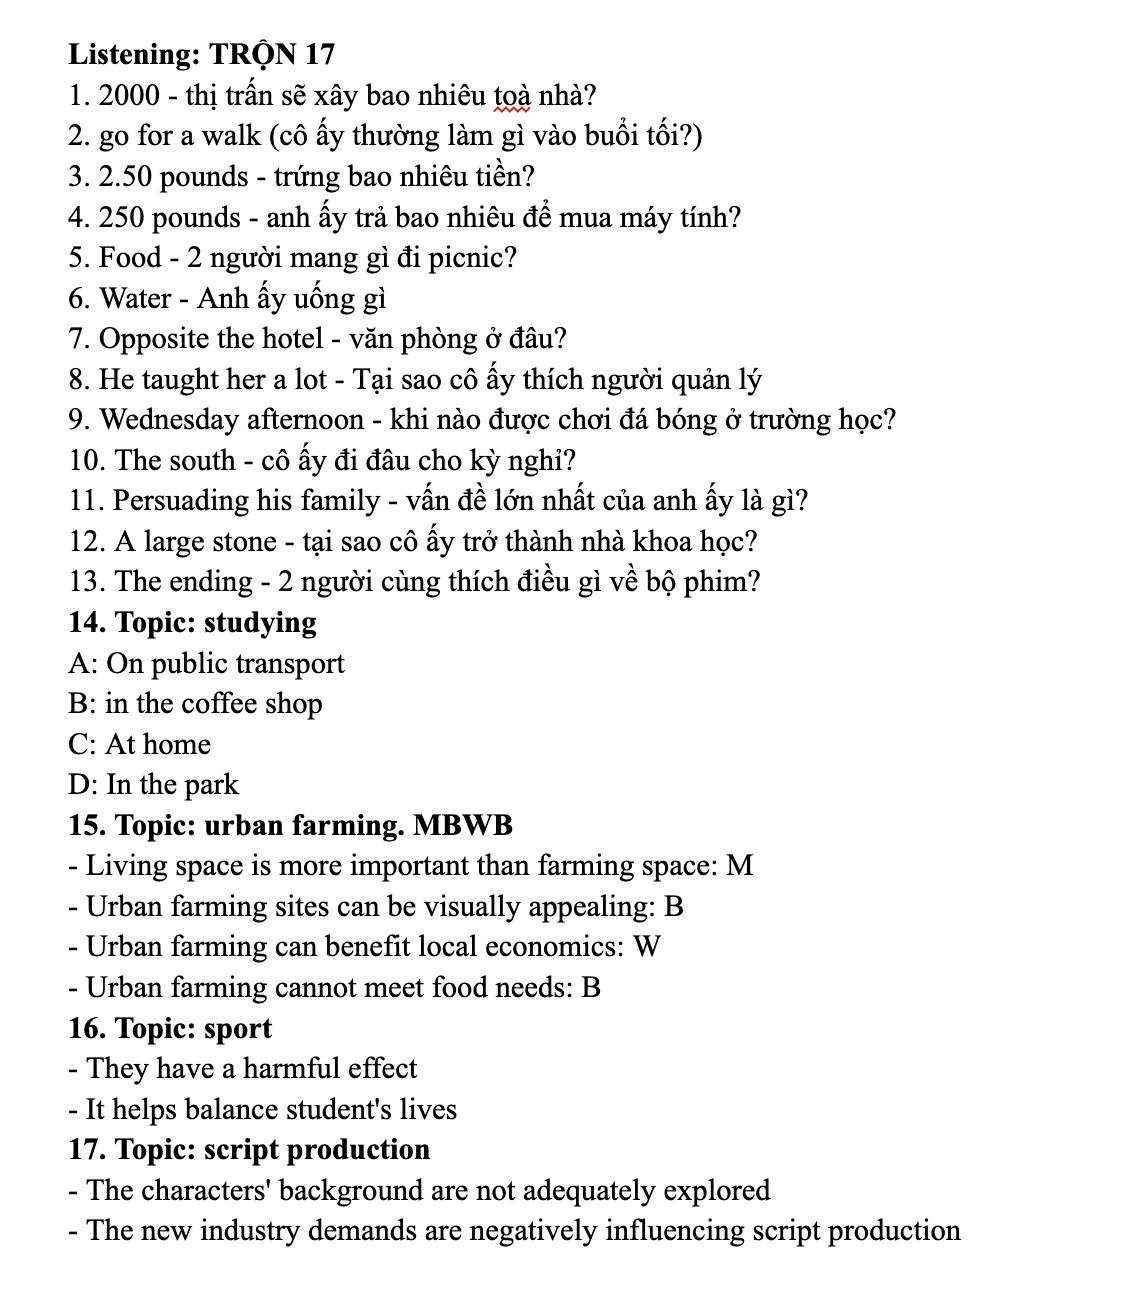 Listening: TRỘN 17
1. 2000 - thị trấn sẽ xây bao nhiêu toà nhà?
2. go for a walk (cô ấy thường làm gì vào buổi tối?)
3. 2.50 pounds - trứng bao nhiêu tiền?
4. 250 pounds - anh ấy trả bao nhiêu để mua máy tính?
5. Food - 2 người mang gì đi picnic?
6. Water - Anh ấy uống gì
7. Opposite the hotel - văn phòng ở đâu?
8. He taught her a lot - Tại sao cô ấy thích người quản lý
9. Wednesday afternoon - khi nào được chơi đá bóng ở trường học?
10. The south - cô ấy đi đâu cho kỳ nghỉ?
11. Persuading his family - vấn đề lớn nhất của anh ấy là gì?
12. A large stone - tại sao cô ấy trở thành nhà khoa học?
13. The ending - 2 người cùng thích điều gì về bộ phim?
14. Topic: studying
A: On public transport
B: in the coffee shop
C: At home
D: In the park
15. Topic: urban farming. MBWB
- Living space is more important than farming space: M
- Urban farming sites can be visually appealing: B
- Urban farming can benefit local economics: W
- Urban farming cannot meet food needs: B
16. Topic: sport
- They have a harmful effect
- It helps balance student's lives
17. Topic: script production
- The characters' background are not adequately explored
- The new industry demands are negatively influencing script production